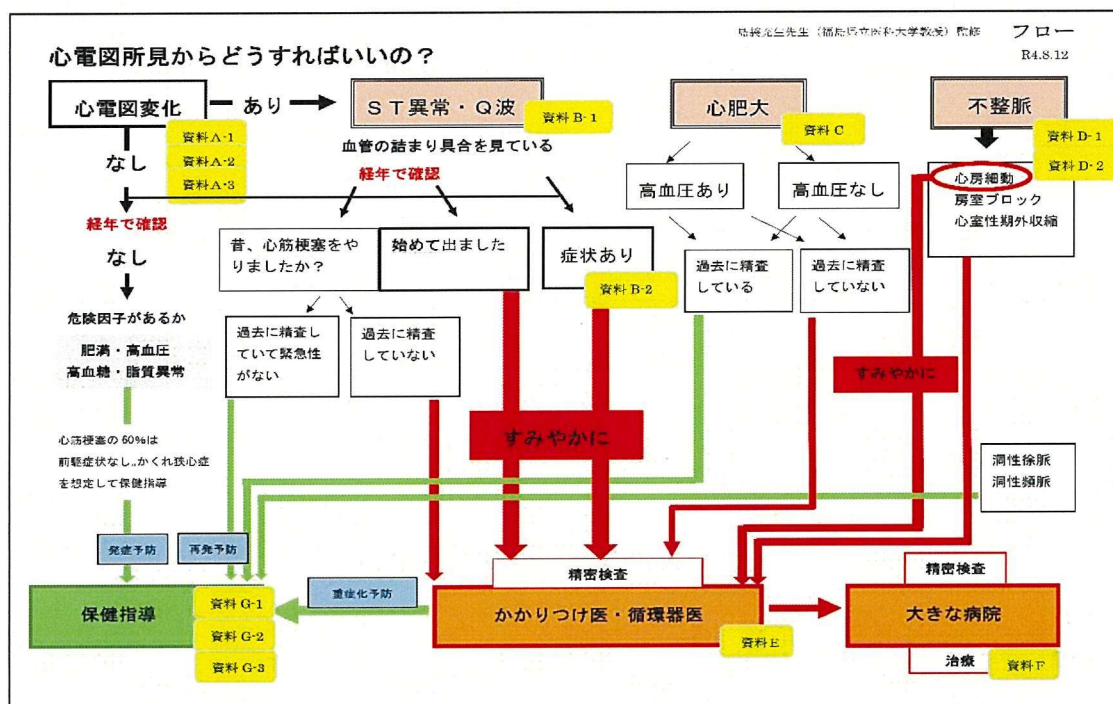 心電図所見からどうすればいいの？
（福島県立医科大学教授）監修
フロー
R4.8.12
心電図変化
あり
ST異常・Q波
心肥大
不整脈
資料A-1
資料A-2
資料A-3
資料B-1
資料C
資料D-1
資料D-2
なし
血管の詰まり具合を見ている
経年で確認
高血圧あり
高血圧なし
心房細動
房室ブロック
心室性期外収縮
経年で確認
なし
昔、心筋梗塞をや
りましたか？
始めて出ました
症状あり
資料B-2
過去に精査
している
過去に精査
していない
危険因子があるか
肥満・高血圧
高血糖・脂質異常
過去に精査し
ていて緊急性
がない
過去に精査
していない
すみやかに
すみやかに
心筋梗塞の60%は
前駆症状なし..かくれ狭心症
を想定して保健指導
洞性徐脈
洞性頻脈
発症予防
再発予防
重症化予防
精密検査
精密検査
保健指導
資料G-1
資料G-2
資料G-3
かかりつけ医・循環器医
資料E
大きな病院
治療
資料F